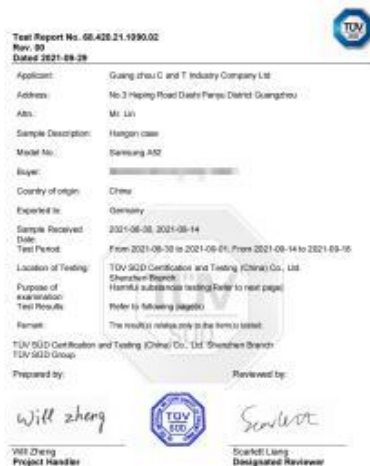 TÜV
SÜD
Test Report No. 68.420.21.1090.02
Rev. 00
Dated 2021-09-29
Applicant: Guang zhou C and T Industry Company Ltd
Address: No.3 Heping Road Dashi Panyu District Guangzhou
Attn.: Mr. Lin
Sample Description: Hangon case
Model No.: Samsung A52
Buyer:
Country of origin: China
Exported to: Germany
Sample Received Date: 2021-08-30, 2021-09-14
Test Period: From 2021-08-30 to 2021-09-01; From 2021-09-14 to 2021-09-16
Location of Testing: TÜV SÜD Certification and Testing (China) Co., Ltd. Shenzhen Branch
Purpose of examination: Harmful substances testing(Refer to next page)
Test Results: Refer to following page(s)
Remark: The result(s) relates only to the item(s) tested.
TÜV SÜD Certification and Testing (China) Co., Ltd. Shenzhen Branch
TÜV SÜD Group
Prepared by: Reviewed by:
Will zheng Scarlett
TÜV
SÜD
Will Zheng Scarlett Liang
Project Handler Designated Reviewer